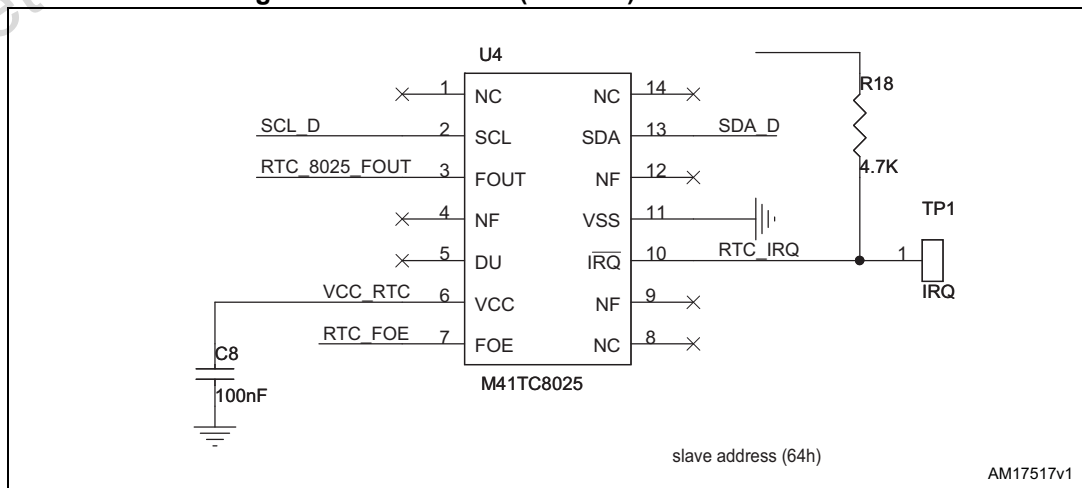 U4
1 NC NC 14
SCL_D 2 SCL SDA 13 SDA_D
RTC_8025_FOUT 3 FOUT NF 12
4 NF VSS 11
5 DU IRQ 10 RTC_IRQ
VCC_RTC 6 VCC NF 9
RTC_FOE 7 FOE NC 8
M41TC8025
R18
4.7K
TP1
1
IRQ
C8
100nF
slave address (64h)
AM17517v1